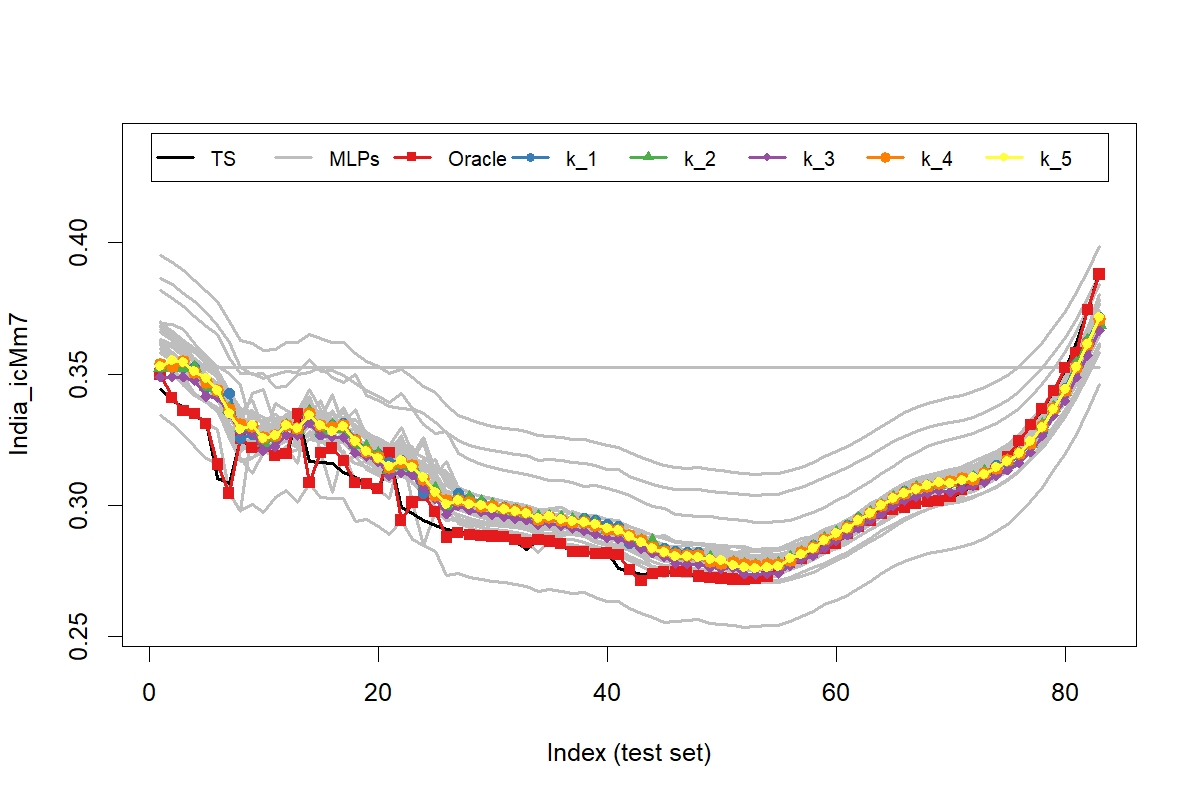 TS MLPs Oracle k_1 k_2 k_3 k_4 k_5
0.40
0.35
0.30
0.25
India_icMm7
0 20 40 60 80
Index (test set)